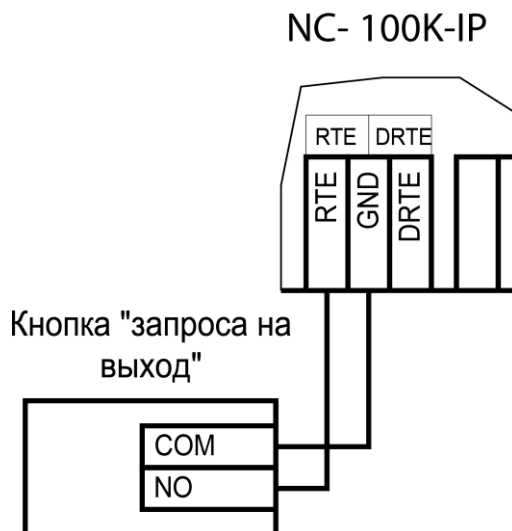 NC- 100K-IP
RTE DRTE
RTE GND DRTE
Кнопка "запроса на
выход"
COM
NO